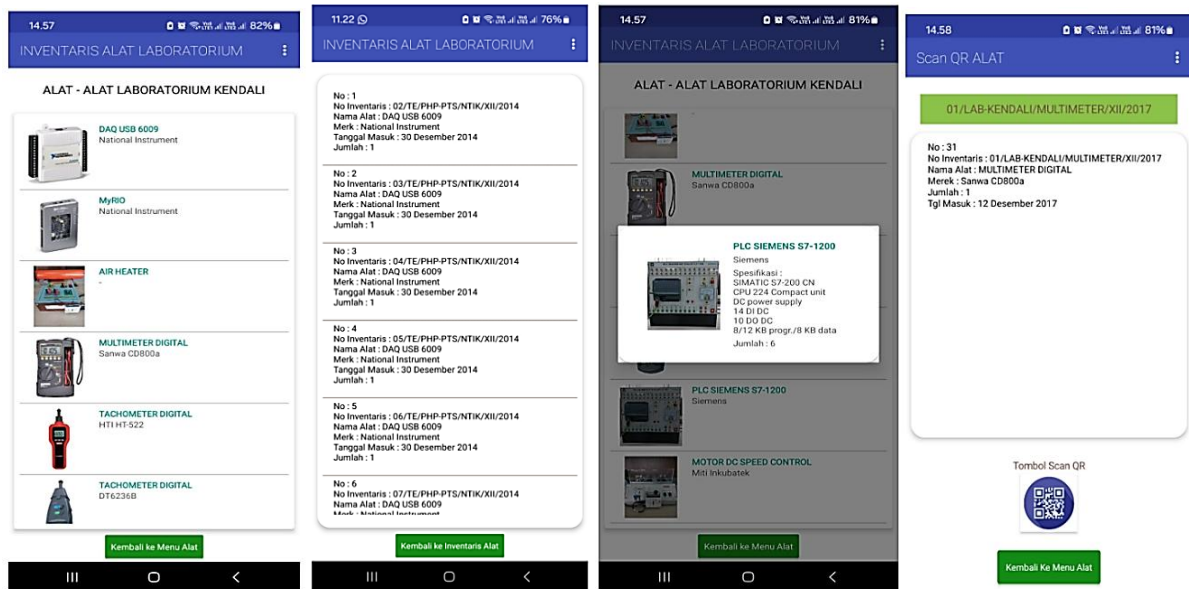 14.57
82%
INVENTARIS ALAT LABORATORIUM
ALAT - ALAT LABORATORIUM KENDALI
DAQ USB 6009
National Instrument
MyRIO
National Instrument
AIR HEATER
-
MULTIMETER DIGITAL
Sanwa CD800a
TACHOMETER DIGITAL
HTI HT-522
TACHOMETER DIGITAL
DT6236B
Kembali ke Menu Alat
11.22
76%
INVENTARIS ALAT LABORATORIUM
No : 1
No Inventaris : 02/TE/PHP-PTS/NTIK/XII/2014
Nama Alat : DAQ USB 6009
Merk : National Instrument
Tanggal Masuk : 30 Desember 2014
Jumlah : 1
No : 2
No Inventaris : 03/TE/PHP-PTS/NTIK/XII/2014
Nama Alat : DAQ USB 6009
Merk : National Instrument
Tanggal Masuk : 30 Desember 2014
Jumlah : 1
No : 3
No Inventaris : 04/TE/PHP-PTS/NTIK/XII/2014
Nama Alat : DAQ USB 6009
Merk : National Instrument
Tanggal Masuk : 30 Desember 2014
Jumlah : 1
No : 4
No Inventaris : 05/TE/PHP-PTS/NTIK/XII/2014
Nama Alat : DAQ USB 6009
Merk : National Instrument
Tanggal Masuk : 30 Desember 2014
Jumlah : 1
No : 5
No Inventaris : 06/TE/PHP-PTS/NTIK/XII/2014
Nama Alat : DAQ USB 6009
Merk : National Instrument
Tanggal Masuk : 30 Desember 2014
Jumlah : 1
No : 6
No Inventaris : 07/TE/PHP-PTS/NTIK/XII/2014
Nama Alat : DAQ USB 6009
Merk : National Instrument
Kembali ke Inventaris Alat
14.57
81%
INVENTARIS ALAT LABORATORIUM
ALAT - ALAT LABORATORIUM KENDALI
-
MULTIMETER DIGITAL
Sanwa CD800a
PLC SIEMENS S7-1200
Siemens
Spesifikasi :
SIMATIC S7-200 CN
CPU 224 Compact unit
DC power supply
14 DI DC
10 DO DC
8/12 KB progr./8 KB data
Jumlah : 6
PLC SIEMENS S7-1200
Siemens
MOTOR DC SPEED CONTROL
Miti Inkubatek
Kembali ke Menu Alat
14.58
81%
Scan QR ALAT
01/LAB-KENDALI/MULTIMETER/XII/2017
No : 31
No Inventaris : 01/LAB-KENDALI/MULTIMETER/XII/2017
Nama Alat : MULTIMETER DIGITAL
Merek : Sanwa CD800a
Jumlah : 1
Tgl Masuk : 12 Desember 2017
Tombol Scan QR
Kembali Ke Menu Alat